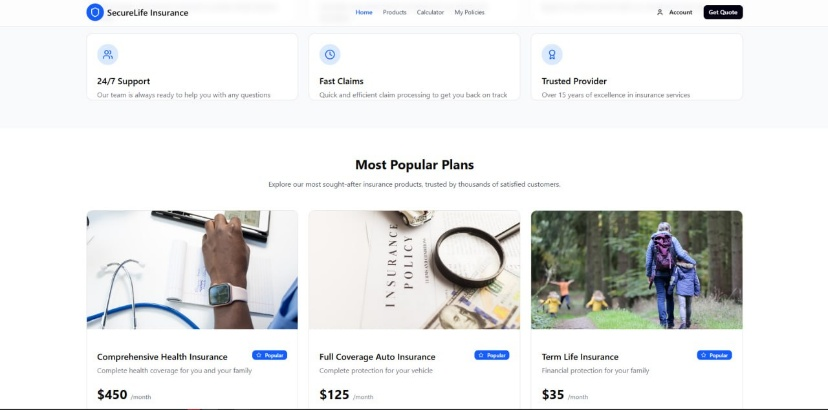 SecureLife Insurance
Home Products Calculator My Policies
Account
Get Quote
24/7 Support
Our team is always ready to help you with any questions
Fast Claims
Quick and efficient claim processing to get you back on track
Trusted Provider
Over 15 years of excellence in insurance services
Most Popular Plans
Explore our most sought-after insurance products, trusted by thousands of satisfied customers.
INSURANCE
POLICY
Comprehensive Health Insurance
Popular
Complete health coverage for you and your family
$450 /month
Full Coverage Auto Insurance
Popular
Complete protection for your vehicle
$125 /month
Term Life Insurance
Popular
Financial protection for your family
$35 /month